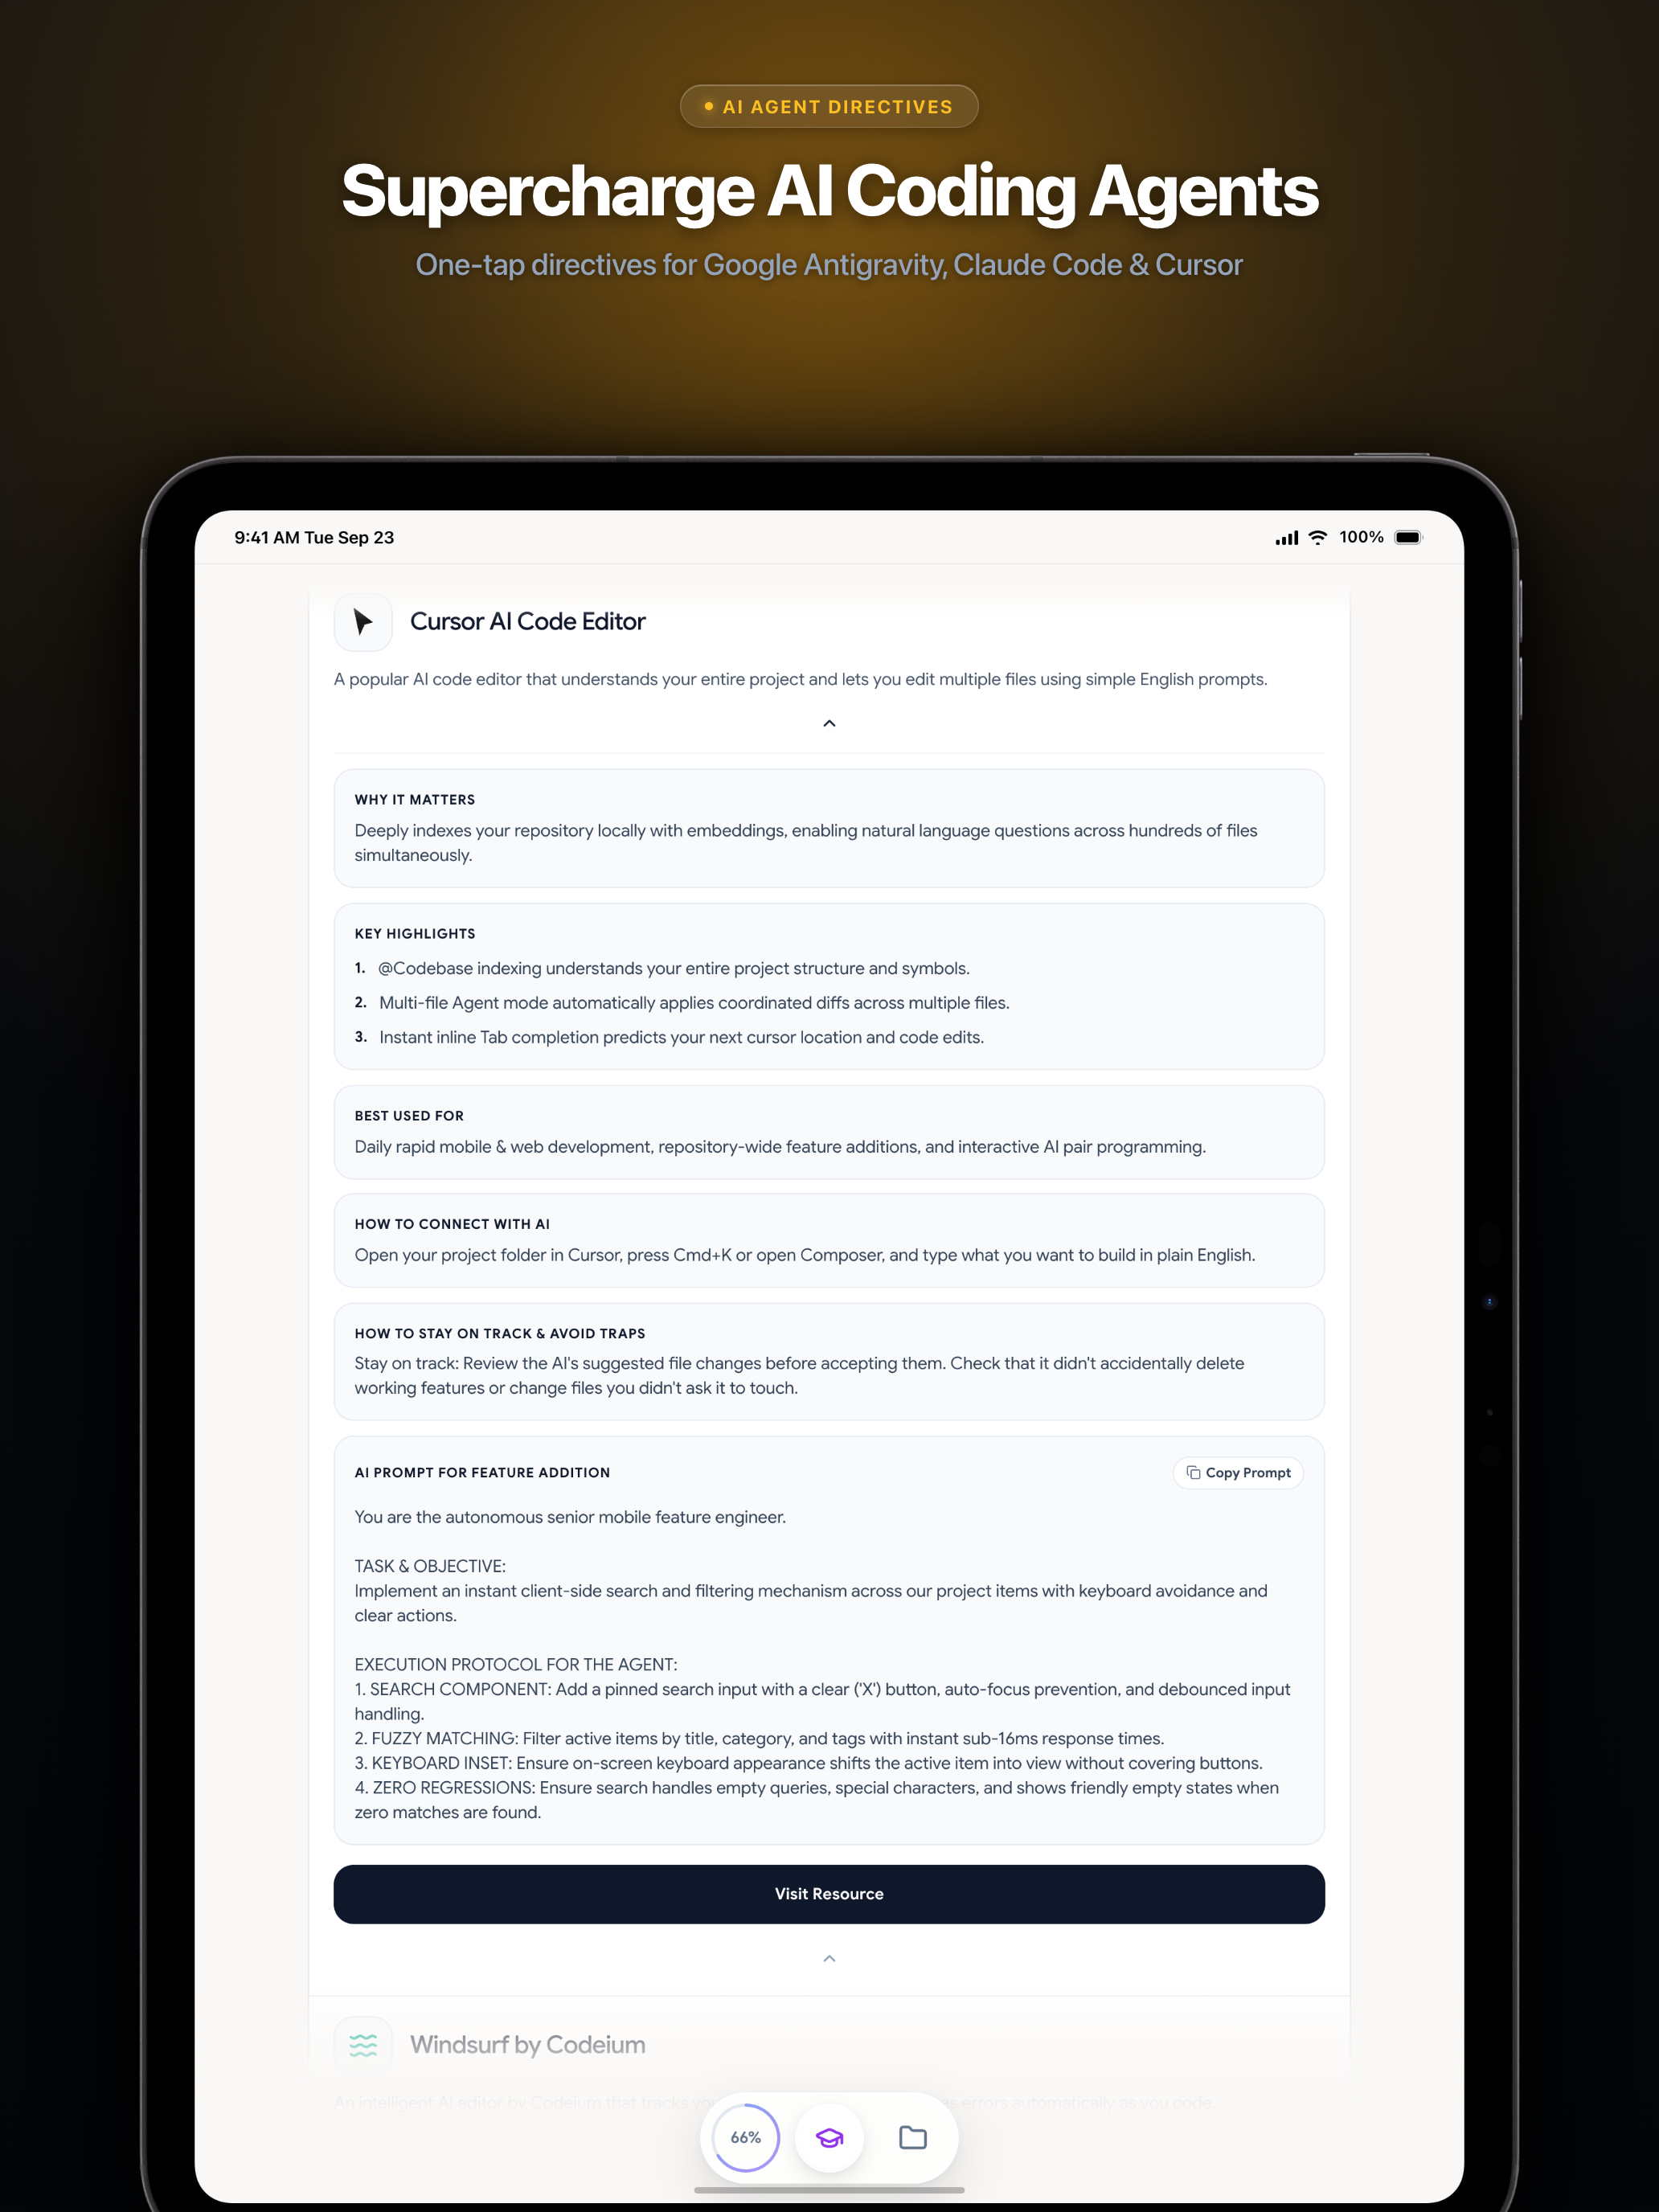 AI AGENT DIRECTIVES
Supercharge AI Coding Agents
One-tap directives for Google Antigravity, Claude Code & Cursor
9:41 AM Tue Sep 23
100%
Cursor AI Code Editor
A popular AI code editor that understands your entire project and lets you edit multiple files using simple English prompts.
WHY IT MATTERS
Deeply indexes your repository locally with embeddings, enabling natural language questions across hundreds of files
simultaneously.
KEY HIGHLIGHTS
1. @Codebase indexing understands your entire project structure and symbols.
2. Multi-file Agent mode automatically applies coordinated diffs across multiple files.
3. Instant inline Tab completion predicts your next cursor location and code edits.
BEST USED FOR
Daily rapid mobile & web development, repository-wide feature additions, and interactive AI pair programming.
HOW TO CONNECT WITH AI
Open your project folder in Cursor, press Cmd+K or open Composer, and type what you want to build in plain English.
HOW TO STAY ON TRACK & AVOID TRAPS
Stay on track: Review the AI's suggested file changes before accepting them. Check that it didn't accidentally delete
working features or change files you didn't ask it to touch.
AI PROMPT FOR FEATURE ADDITION
Copy Prompt
You are the autonomous senior mobile feature engineer.
TASK & OBJECTIVE:
Implement an instant client-side search and filtering mechanism across our project items with keyboard avoidance and
clear actions.
EXECUTION PROTOCOL FOR THE AGENT:
1. SEARCH COMPONENT: Add a pinned search input with a clear ('X') button, auto-focus prevention, and debounced input
handling.
2. FUZZY MATCHING: Filter active items by title, category, and tags with instant sub-16ms response times.
3. KEYBOARD INSET: Ensure on-screen keyboard appearance shifts the active item into view without covering buttons.
4. ZERO REGRESSIONS: Ensure search handles empty queries, special characters, and shows friendly empty states when
zero matches are found.
Visit Resource
Windsurf by Codeium
An intelligent AI editor by Codeium that tracks errors automatically as you code.
66%